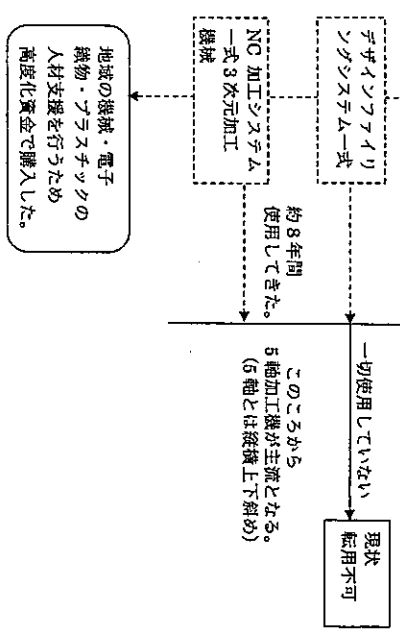 デザインファイリ
ングシステム一式
NC 加工システム
一式3次元加工
機械
約8年間
使用してきた。
地域の機械・電子
織物・プラスチックの
人材支援を行うため
高度化資金で購入した。
一切使用していない
このころから
5軸加工機が主流となる。
(5軸とは縦横上下斜め)
現状
転用不可